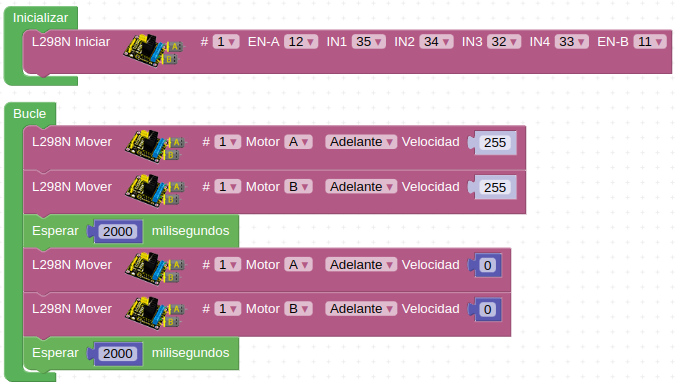 Inicializar
L298N Iniciar A B # 1 EN-A 12 IN1 35 IN2 34 IN3 32 IN4 33 EN-B 11
Bucle
L298N Mover A B # 1 Motor A Adelante Velocidad 255
L298N Mover A B # 1 Motor B Adelante Velocidad 255
Esperar 2000 milisegundos
L298N Mover A B # 1 Motor A Adelante Velocidad 0
L298N Mover A B # 1 Motor B Adelante Velocidad 0
Esperar 2000 milisegundos